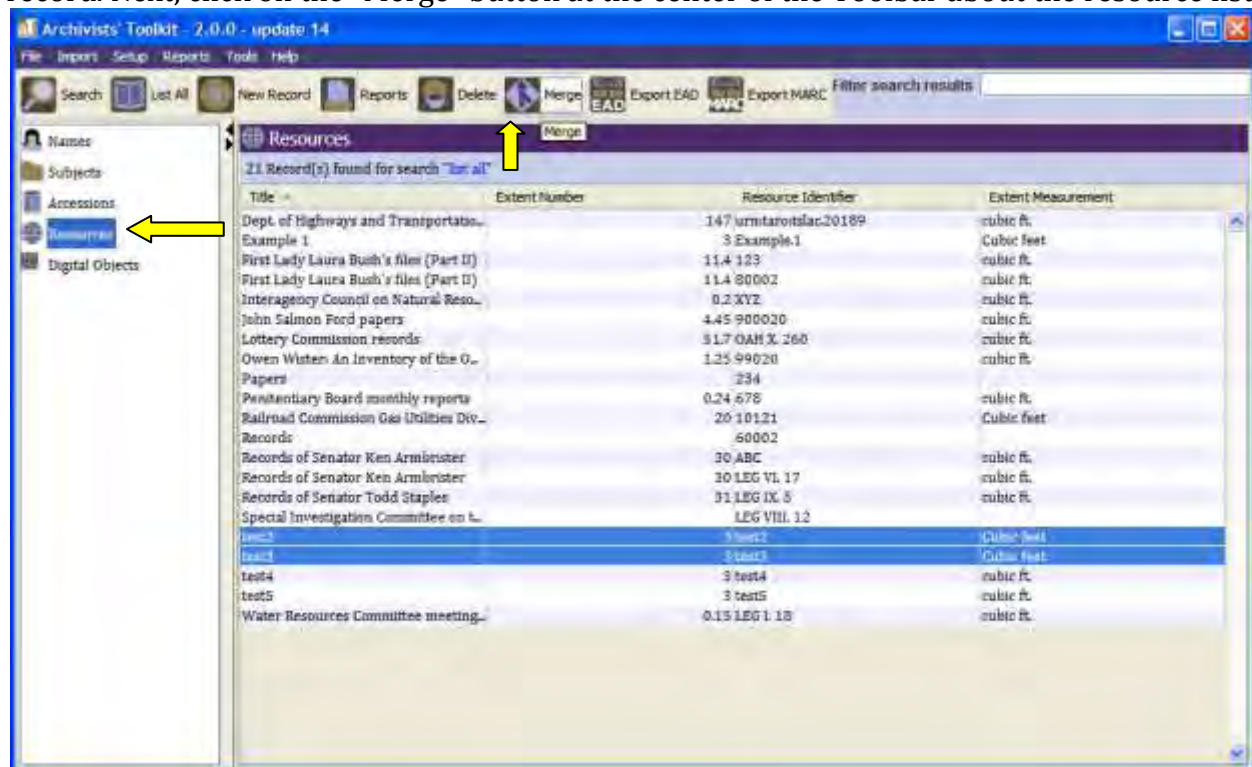 record. Next, click on the "Merge" button at the center of the Toolbar about the resource list
Archivists' Toolkit - 2.0.0 - update 14
File Import Setup Reports Tools Help
Search List All New Record Reports Delete Merge EAD Export EAD MARC Export MARC Filter search results
Merge
Names
Subjects
Accessions
Resources
Digital Objects
Resources
21 Record(s) found for search "list all"
Title Extent Number Resource Identifier Extent Measurement
Dept. of Highways and Transportatio... 147 cubic ft.
Example 1 3 Example.1 Cubic feet
First Lady Laura Bush's files (Part II) 11.4 123 cubic ft.
First Lady Laura Bush's files (Part II) 11.4 80002 cubic ft.
Interagency Council on Natural Reso... 0.2 XYZ cubic ft.
John Salmon Ford papers 4.45 900020 cubic ft.
Lottery Commission records 51.7 OAH X. 260 cubic ft.
Owen Wister: An Inventory of the O... 1.25 99020 cubic ft.
Papers 234
Penitentiary Board monthly reports 0.24 678 cubic ft.
Railroad Commission Gas Utilities Div... 20 10121 Cubic feet
Records 60002
Records of Senator Ken Armbrister 30 ABC cubic ft.
Records of Senator Ken Armbrister 30 LEG VI. 17 cubic ft.
Records of Senator Todd Staples 31 LEG IX. 5 cubic ft.
Special Investigation Committee on t... LEG VIII. 12
test2 3 test2 Cubic feet
test3 3 test3 Cubic feet
test4 3 test4 cubic ft.
test5 3 test5 cubic ft.
Water Resources Committee meeting... 0.15 LEG I. 18 cubic ft.